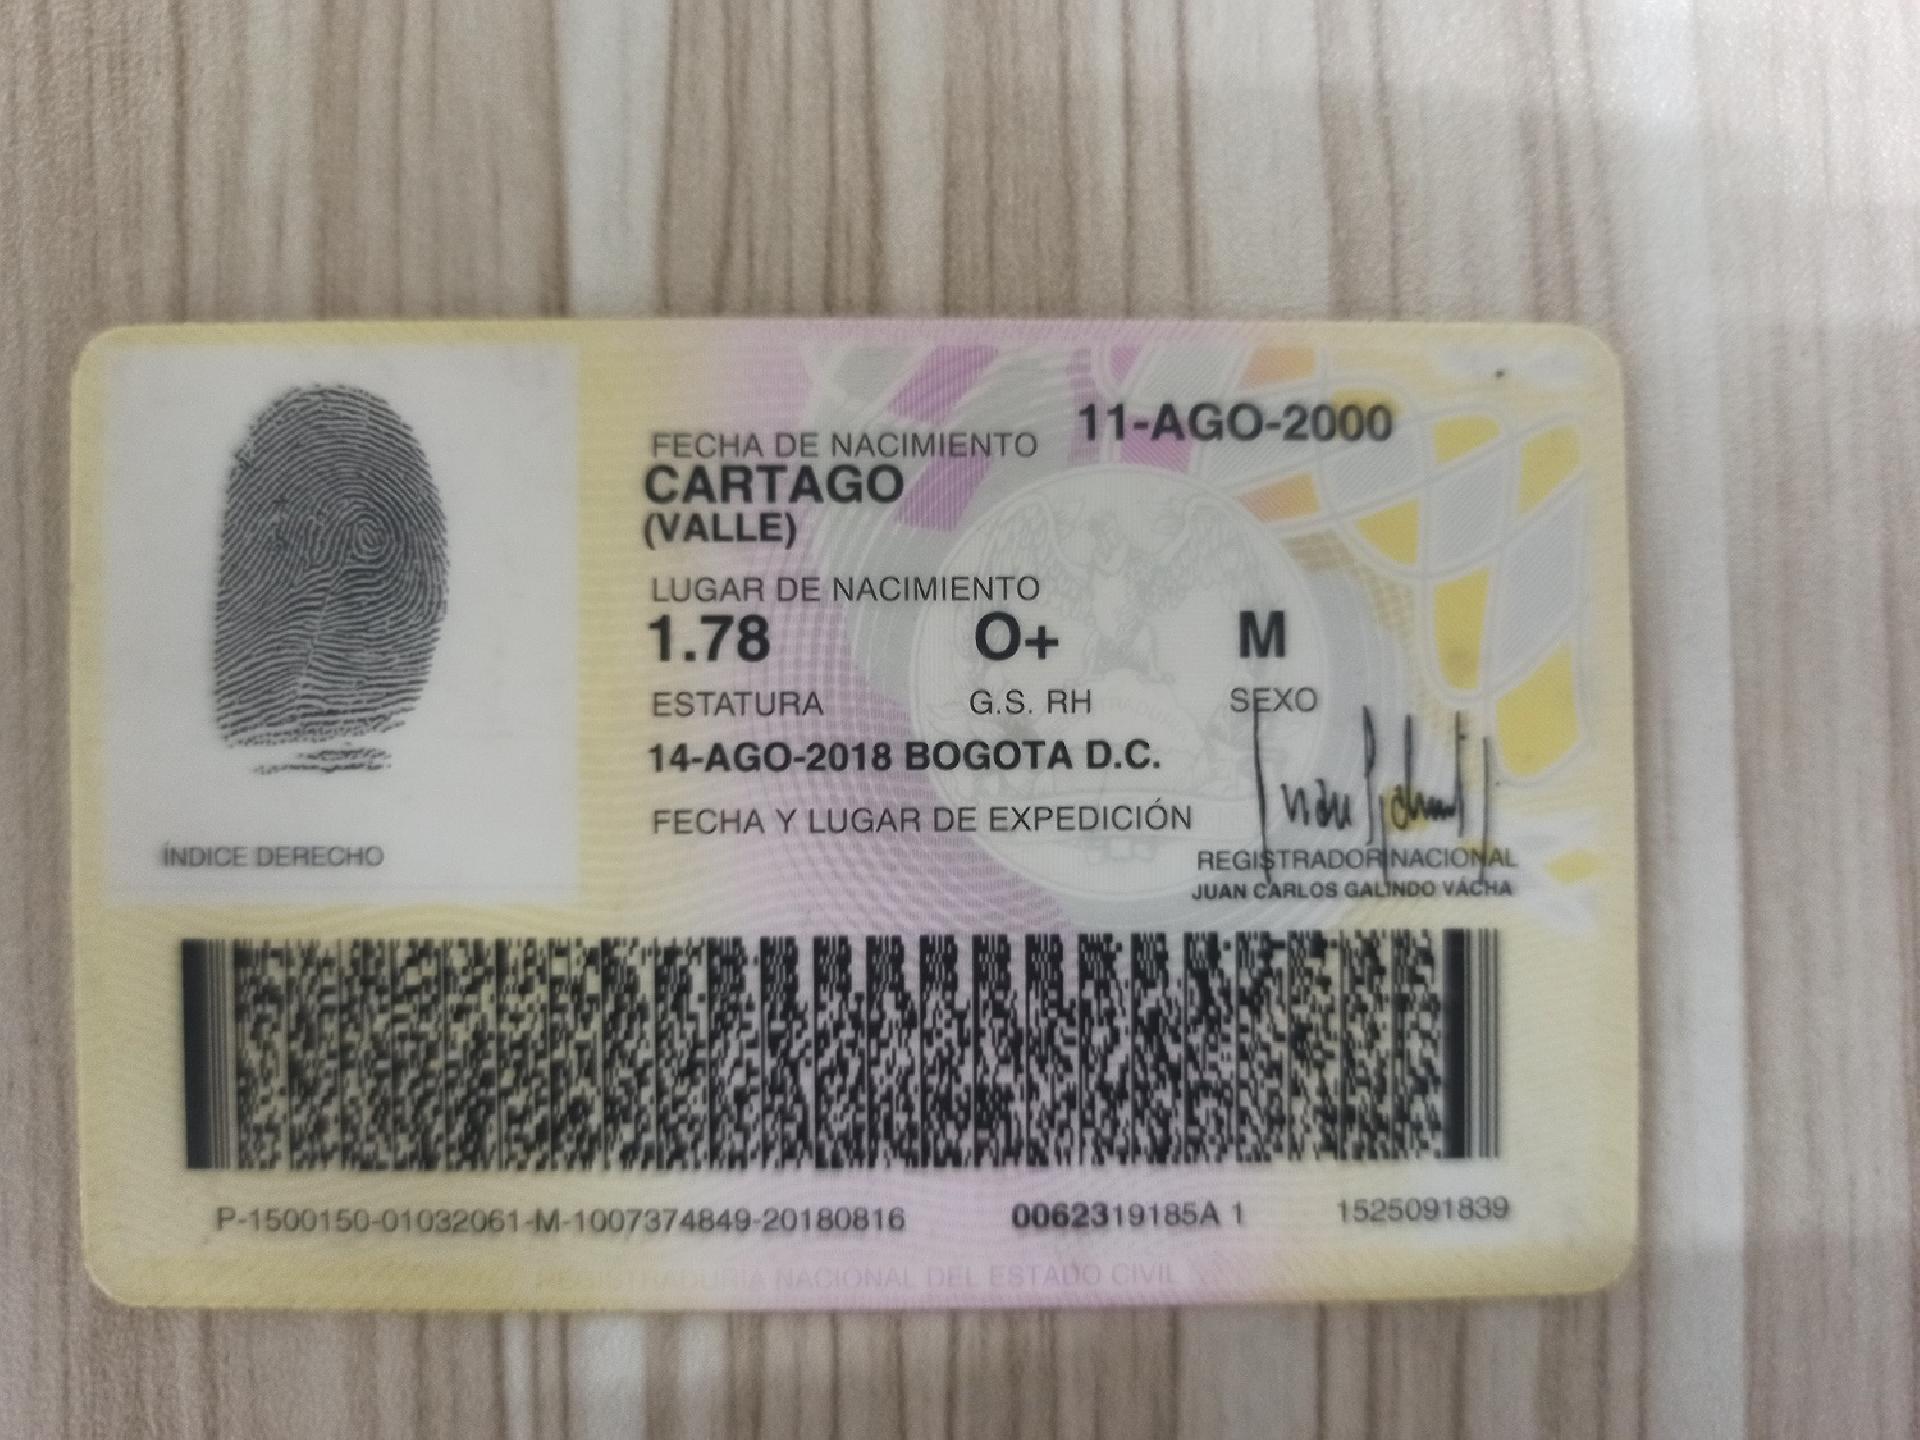 11-AGO-2000
FECHA DE NACIMIENTO
CARTAGO
(VALLE)
LUGAR DE NACIMIENTO
1.78 O+ M
ESTATURA G.S. RH SEXO
14-AGO-2018 BOGOTA D.C.
FECHA Y LUGAR DE EXPEDICIÓN
ÍNDICE DERECHO
REGISTRADOR NACIONAL
JUAN CARLOS GALINDO VÁCHA
P-1500150-01032061-M-1007374849-20180816 0062319185A 1 1525091839
REGISTRADURÍA NACIONAL DEL ESTADO CIVIL